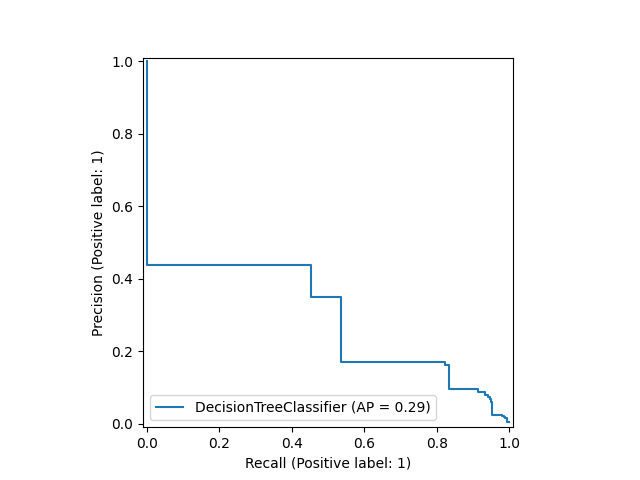 1.0
0.8
0.6
0.4
0.2
0.0
Precision (Positive label: 1)
DecisionTreeClassifier (AP = 0.29)
0.0 0.2 0.4 0.6 0.8 1.0
Recall (Positive label: 1)